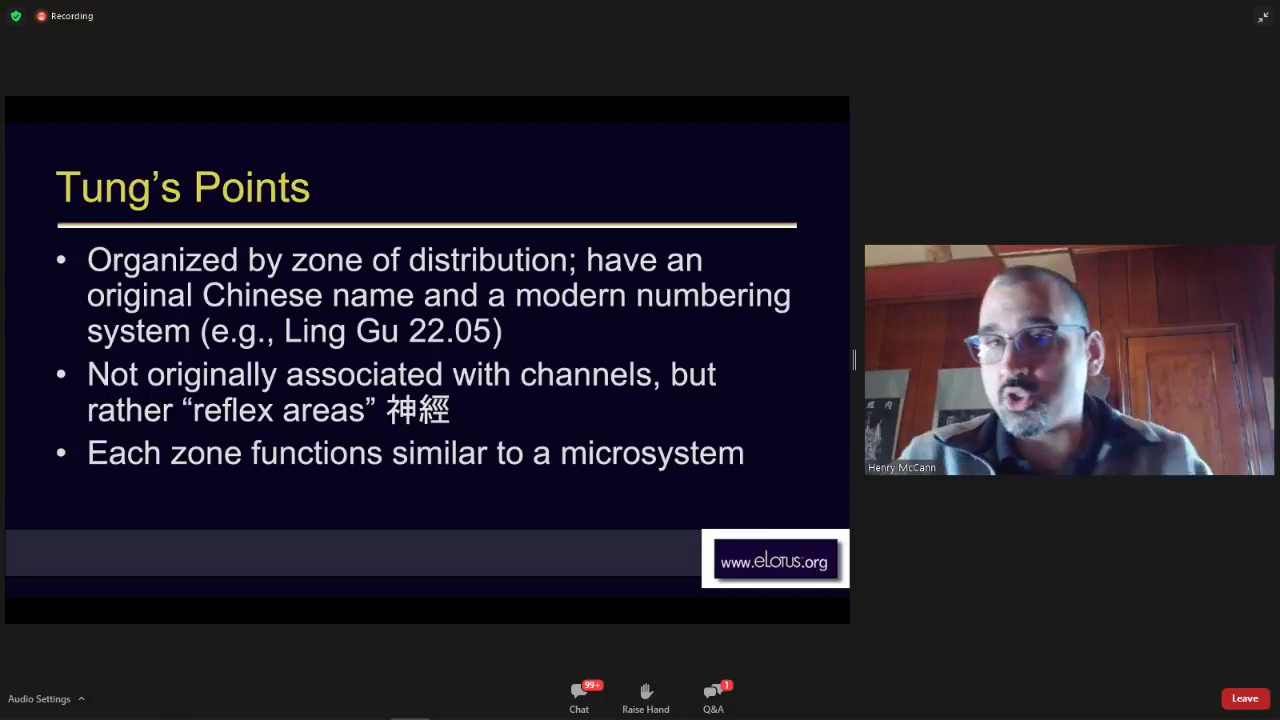 Recording
Tung's Points
• Organized by zone of distribution; have an
original Chinese name and a modern numbering
system (e.g., Ling Gu 22.05)
• Not originally associated with channels, but
rather “reflex areas” 神經
• Each zone functions similar to a microsystem
www.eLOTUS.org
Henry McCann
Audio Settings
99+
Chat
Raise Hand
1
Q&A
Leave